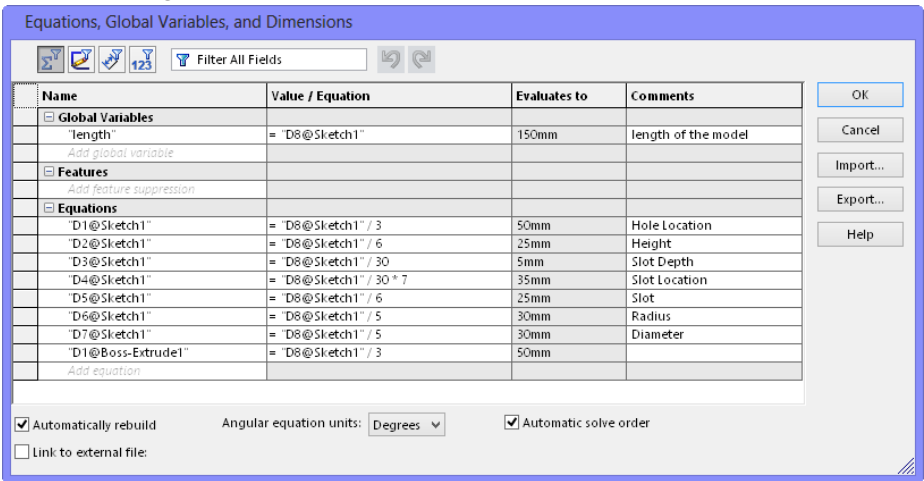 Equations, Global Variables, and Dimensions
Filter All Fields
Name Value / Equation Evaluates to Comments
Global Variables
"length" = "D8@Sketch1" 150mm length of the model
Add global variable
Features
Add feature suppression
Equations
"D1@Sketch1" = "D8@Sketch1" / 3 50mm Hole Location
"D2@Sketch1" = "D8@Sketch1" / 6 25mm Height
"D3@Sketch1" = "D8@Sketch1" / 30 5mm Slot Depth
"D4@Sketch1" = "D8@Sketch1" / 30 * 7 35mm Slot Location
"D5@Sketch1" = "D8@Sketch1" / 6 25mm Slot
"D6@Sketch1" = "D8@Sketch1" / 5 30mm Radius
"D7@Sketch1" = "D8@Sketch1" / 5 30mm Diameter
"D1@Boss-Extrude1" = "D8@Sketch1" / 3 50mm
Add equation
OK
Cancel
Import...
Export...
Help
Automatically rebuild Angular equation units: Degrees Automatic solve order
Link to external file: